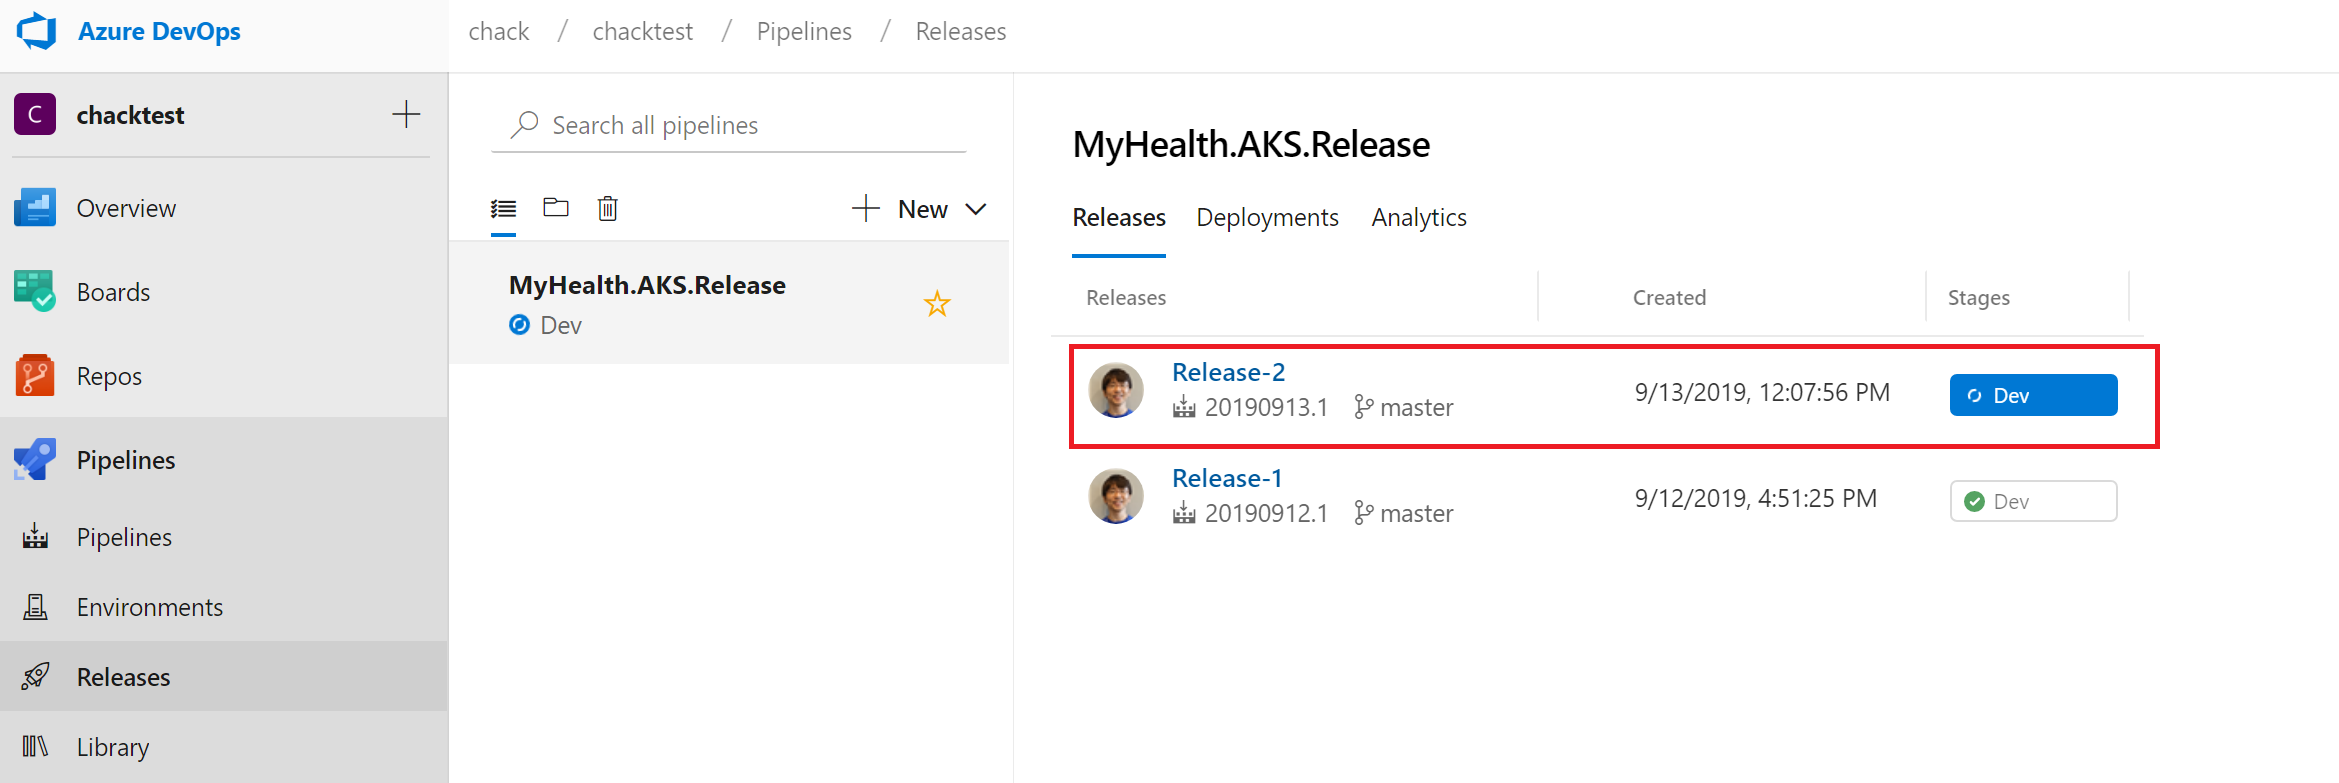 Azure DevOps
chack / chacktest / Pipelines / Releases
C chacktest
Overview
Boards
Repos
Pipelines
Pipelines
Environments
Releases
Library
Search all pipelines
New
MyHealth.AKS.Release
Dev
MyHealth.AKS.Release
Releases Deployments Analytics
Releases Created Stages
Release-2
20190913.1 master 9/13/2019, 12:07:56 PM Dev
Release-1
20190912.1 master 9/12/2019, 4:51:25 PM Dev